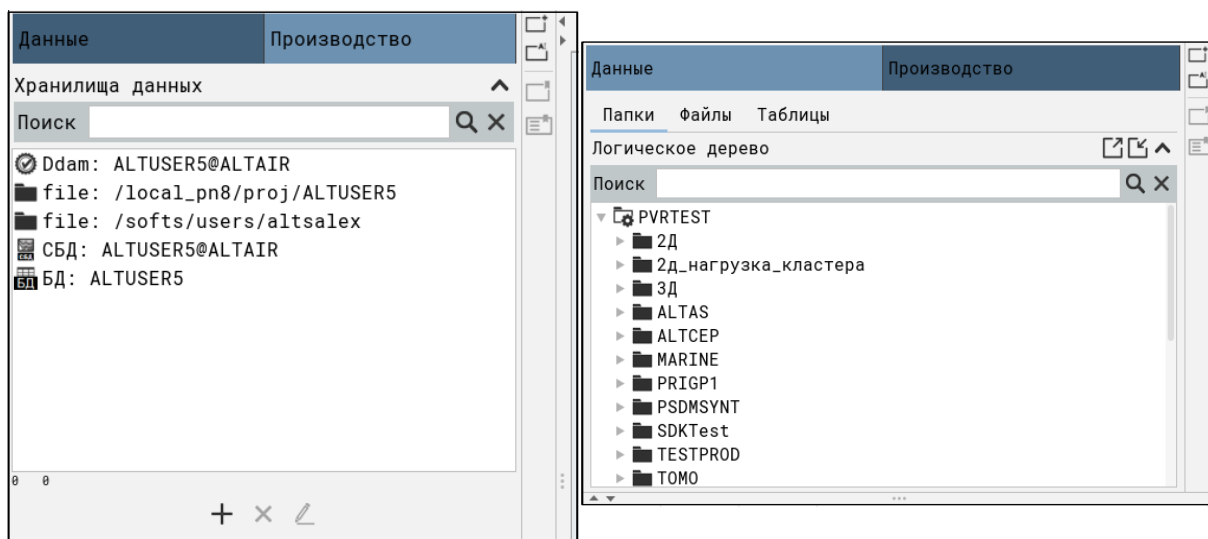 Данные Производство
Хранилища данных
Поиск
Ddam: ALTUSER5@ALTAIR
file: /local_pn8/proj/ALTUSER5
file: /softs/users/altsalex
СБД: ALTUSER5@ALTAIR
БД: ALTUSER5
0 0
Данные Производство
Папки Файлы Таблицы
Логическое дерево
Поиск
PVRTEST
2Д
2д_нагрузка_кластера
3Д
ALTAS
ALTCEP
MARINE
PRIGP1
PSDMSYNT
SDKTest
TESTPROD
TOMO